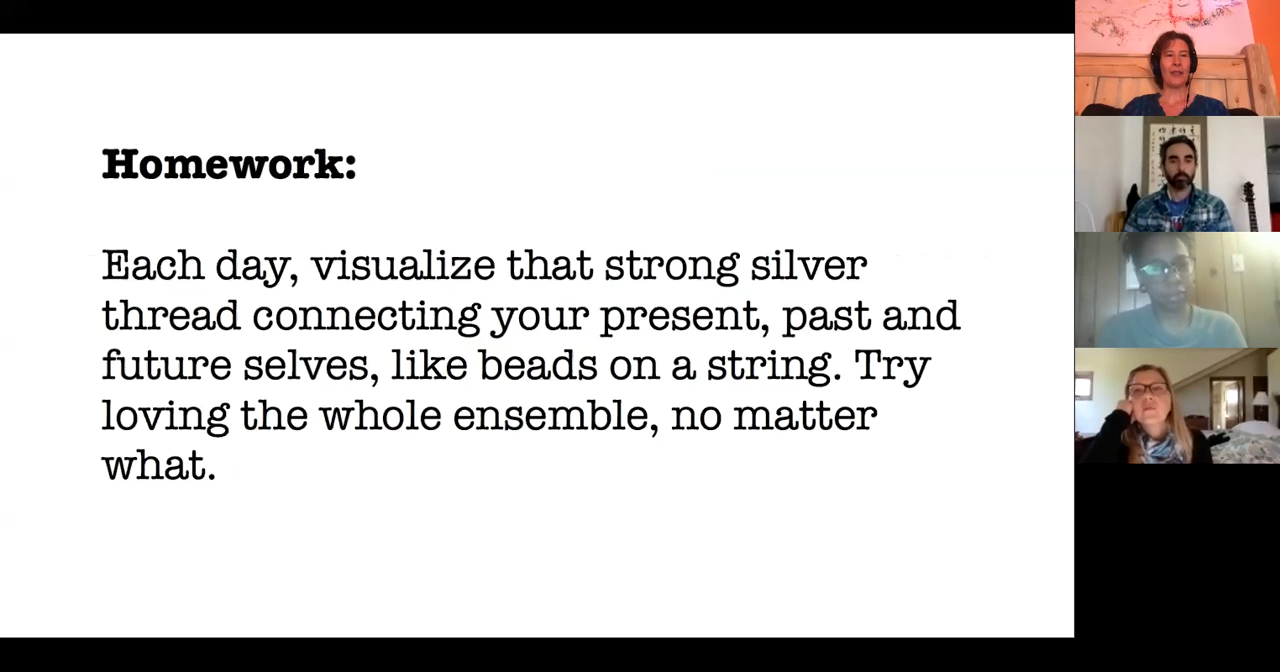 Homework:
Each day, visualize that strong silver
thread connecting your present, past and
future selves, like beads on a string. Try
loving the whole ensemble, no matter
what.